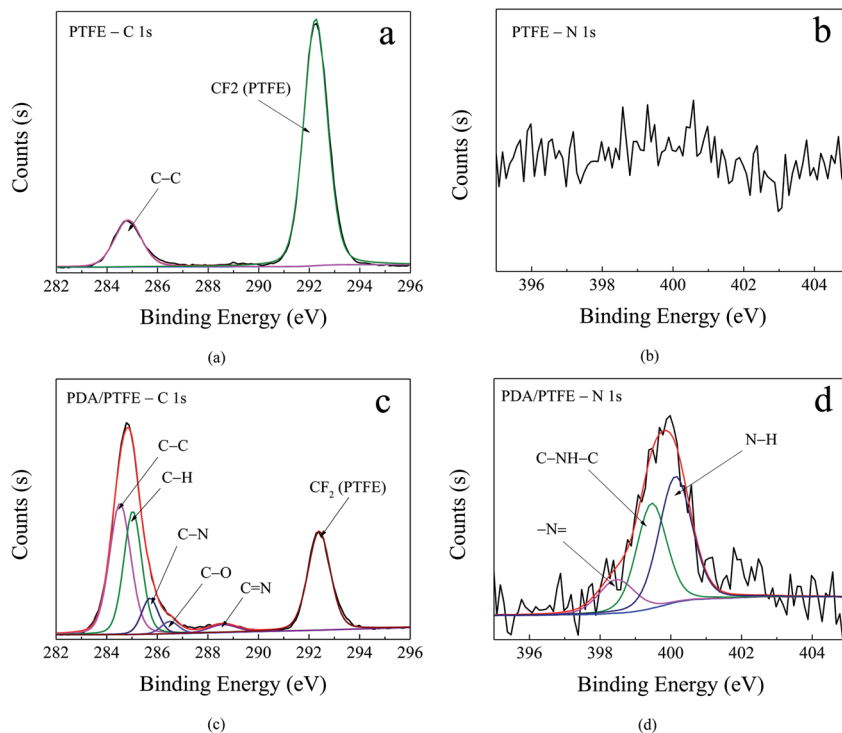 PTFE – C 1s
a
CF2 (PTFE)
C–C
Counts (s)
282 284 286 288 290 292 294 296
Binding Energy (eV)
(a)
PTFE – N 1s
b
Counts (s)
396 398 400 402 404
Binding Energy (eV)
(b)
PDA/PTFE – C 1s
c
C–C
C–H
CF₂ (PTFE)
C–N
C–O
C=N
Counts (s)
282 284 286 288 290 292 294 296
Binding Energy (eV)
(c)
PDA/PTFE – N 1s
d
N–H
C–NH–C
–N=
Counts (s)
396 398 400 402 404
Binding Energy (eV)
(d)